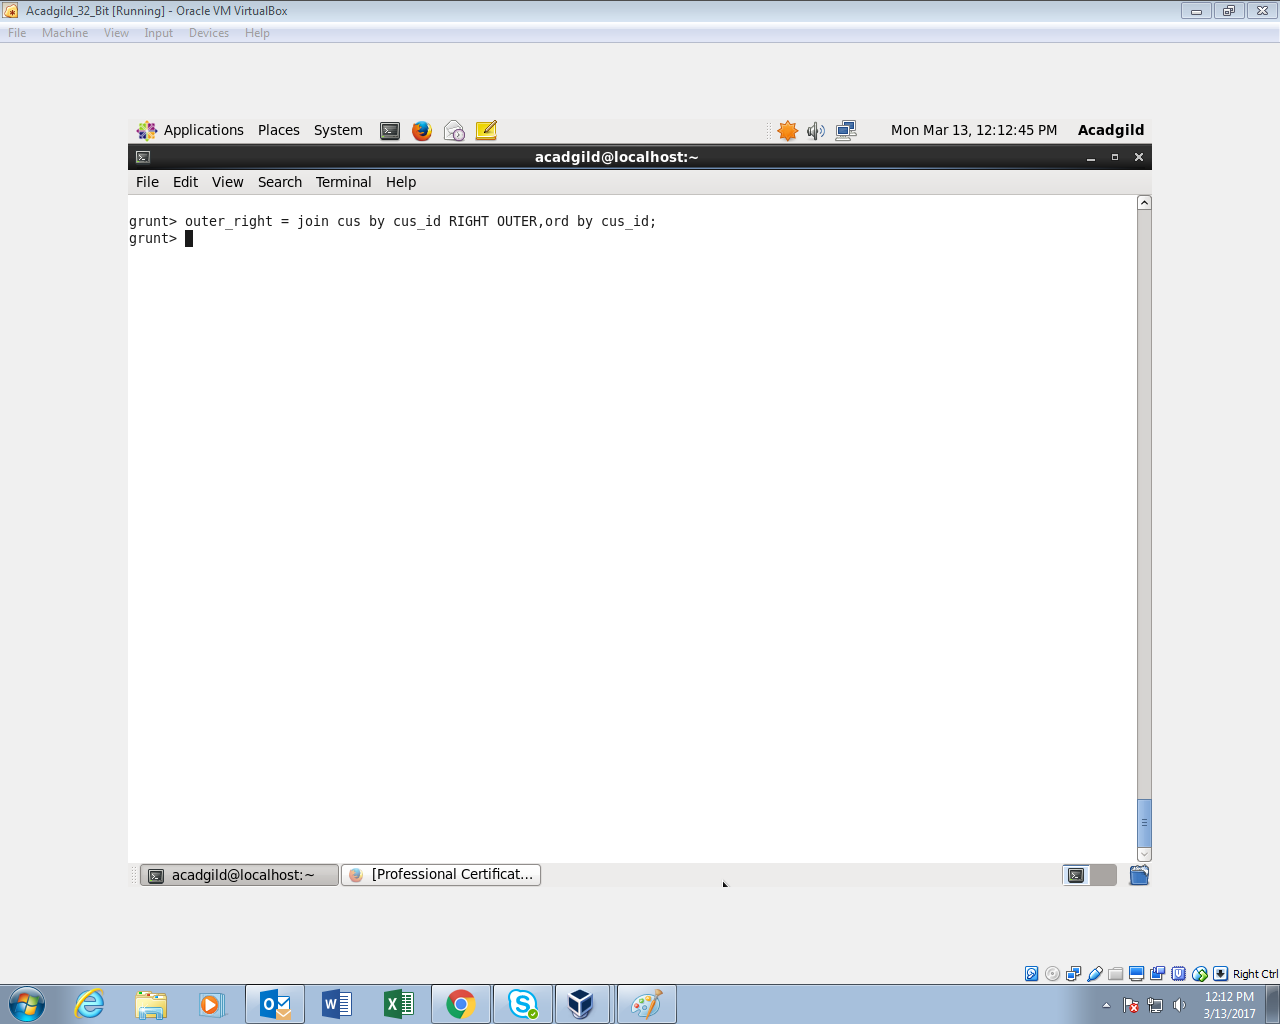 Acadgild_32_Bit [Running] - Oracle VM VirtualBox
File Machine View Input Devices Help
Applications Places System Mon Mar 13, 12:12:45 PM Acadgild
acadgild@localhost:~
File Edit View Search Terminal Help
grunt> outer_right = join cus by cus_id RIGHT OUTER,ord by cus_id;
grunt>
acadgild@localhost:~ [Professional Certificat...
Right Ctrl
12:12 PM
3/13/2017